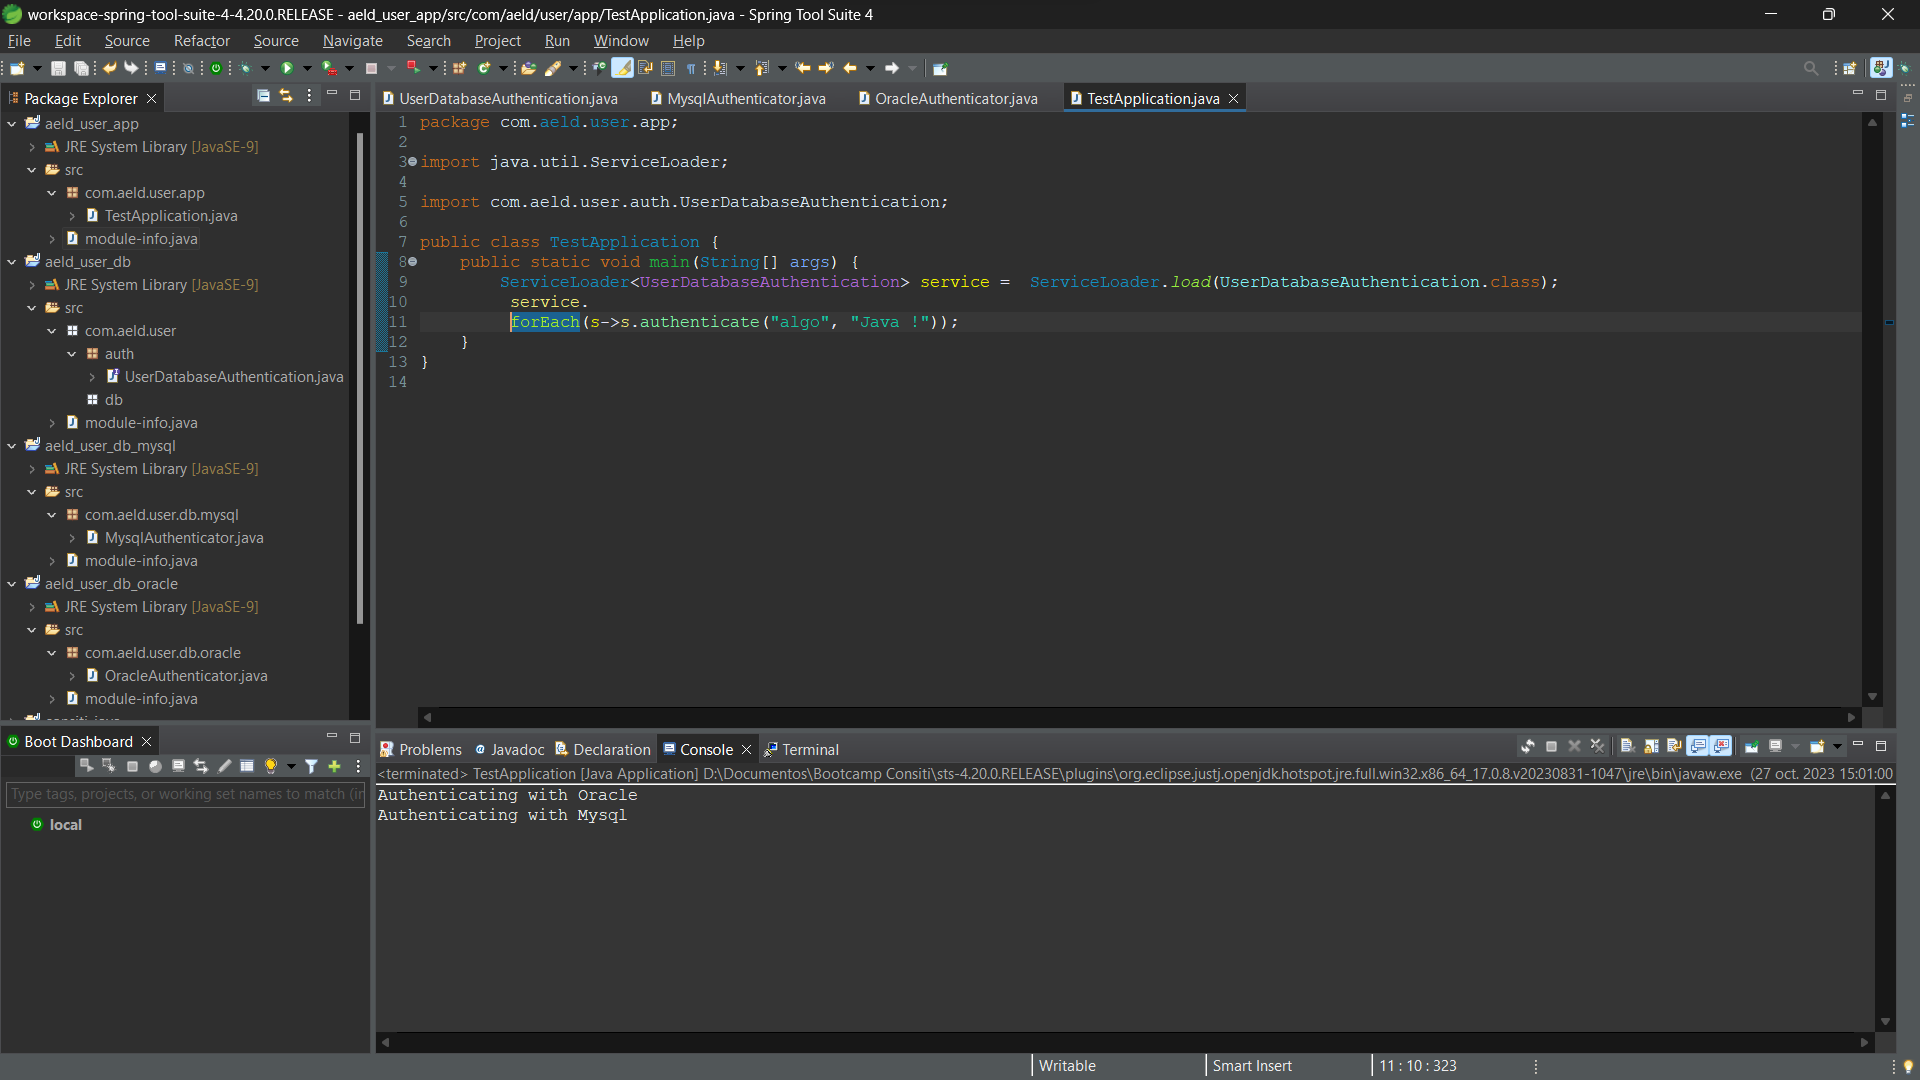 workspace-spring-tool-suite-4-4.20.0.RELEASE - aeld_user_app/src/com/aeld/user/app/TestApplication.java - Spring Tool Suite 4
File Edit Source Refactor Source Navigate Search Project Run Window Help
Package Explorer
aeld_user_app
JRE System Library [JavaSE-9]
src
com.aeld.user.app
TestApplication.java
module-info.java
aeld_user_db
JRE System Library [JavaSE-9]
src
com.aeld.user
auth
UserDatabaseAuthentication.java
db
module-info.java
aeld_user_db_mysql
JRE System Library [JavaSE-9]
src
com.aeld.user.db.mysql
MysqlAuthenticator.java
module-info.java
aeld_user_db_oracle
JRE System Library [JavaSE-9]
src
com.aeld.user.db.oracle
OracleAuthenticator.java
module-info.java
UserDatabaseAuthentication.java MysqlAuthenticator.java OracleAuthenticator.java TestApplication.java
1 package com.aeld.user.app;
2
3 import java.util.ServiceLoader;
4
5 import com.aeld.user.auth.UserDatabaseAuthentication;
6
7 public class TestApplication {
8 public static void main(String[] args) {
9 ServiceLoader<UserDatabaseAuthentication> service = ServiceLoader.load(UserDatabaseAuthentication.class);
10 service.
11 forEach(s->s.authenticate("algo", "Java !"));
12 }
13 }
14
Boot Dashboard
Type tags, projects, or working set names to match (in
local
Problems Javadoc Declaration Console Terminal
<terminated> TestApplication [Java Application] D:\Documentos\Bootcamp Consiti\sts-4.20.0.RELEASE\plugins\org.eclipse.justj.openjdk.hotspot.jre.full.win32.x86_64_17.0.8.v20230831-1047\jre\bin\javaw.exe (27 oct. 2023 15:01:00
Authenticating with Oracle
Authenticating with Mysql
Writable Smart Insert 11 : 10 : 323